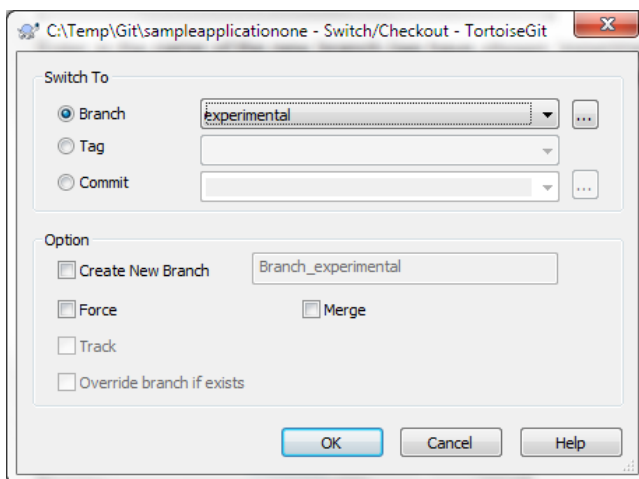 C:\Temp\Git\sampleapplicationone - Switch/Checkout - TortoiseGit
Switch To
Branch
experimental
...
Tag
Commit
...
Option
Create New Branch
Branch_experimental
Force
Merge
Track
Override branch if exists
OK
Cancel
Help